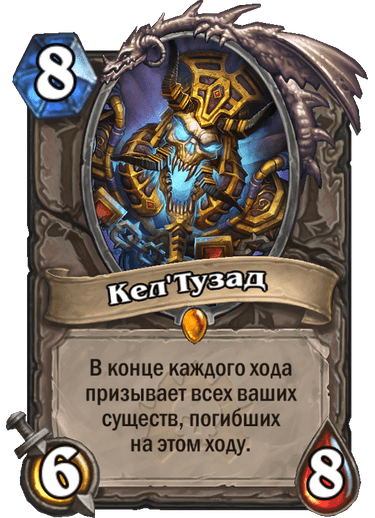 8
Кел'Тузад
В конце каждого хода
призывает всех ваших
существ, погибших
на этом ходу.
6
8